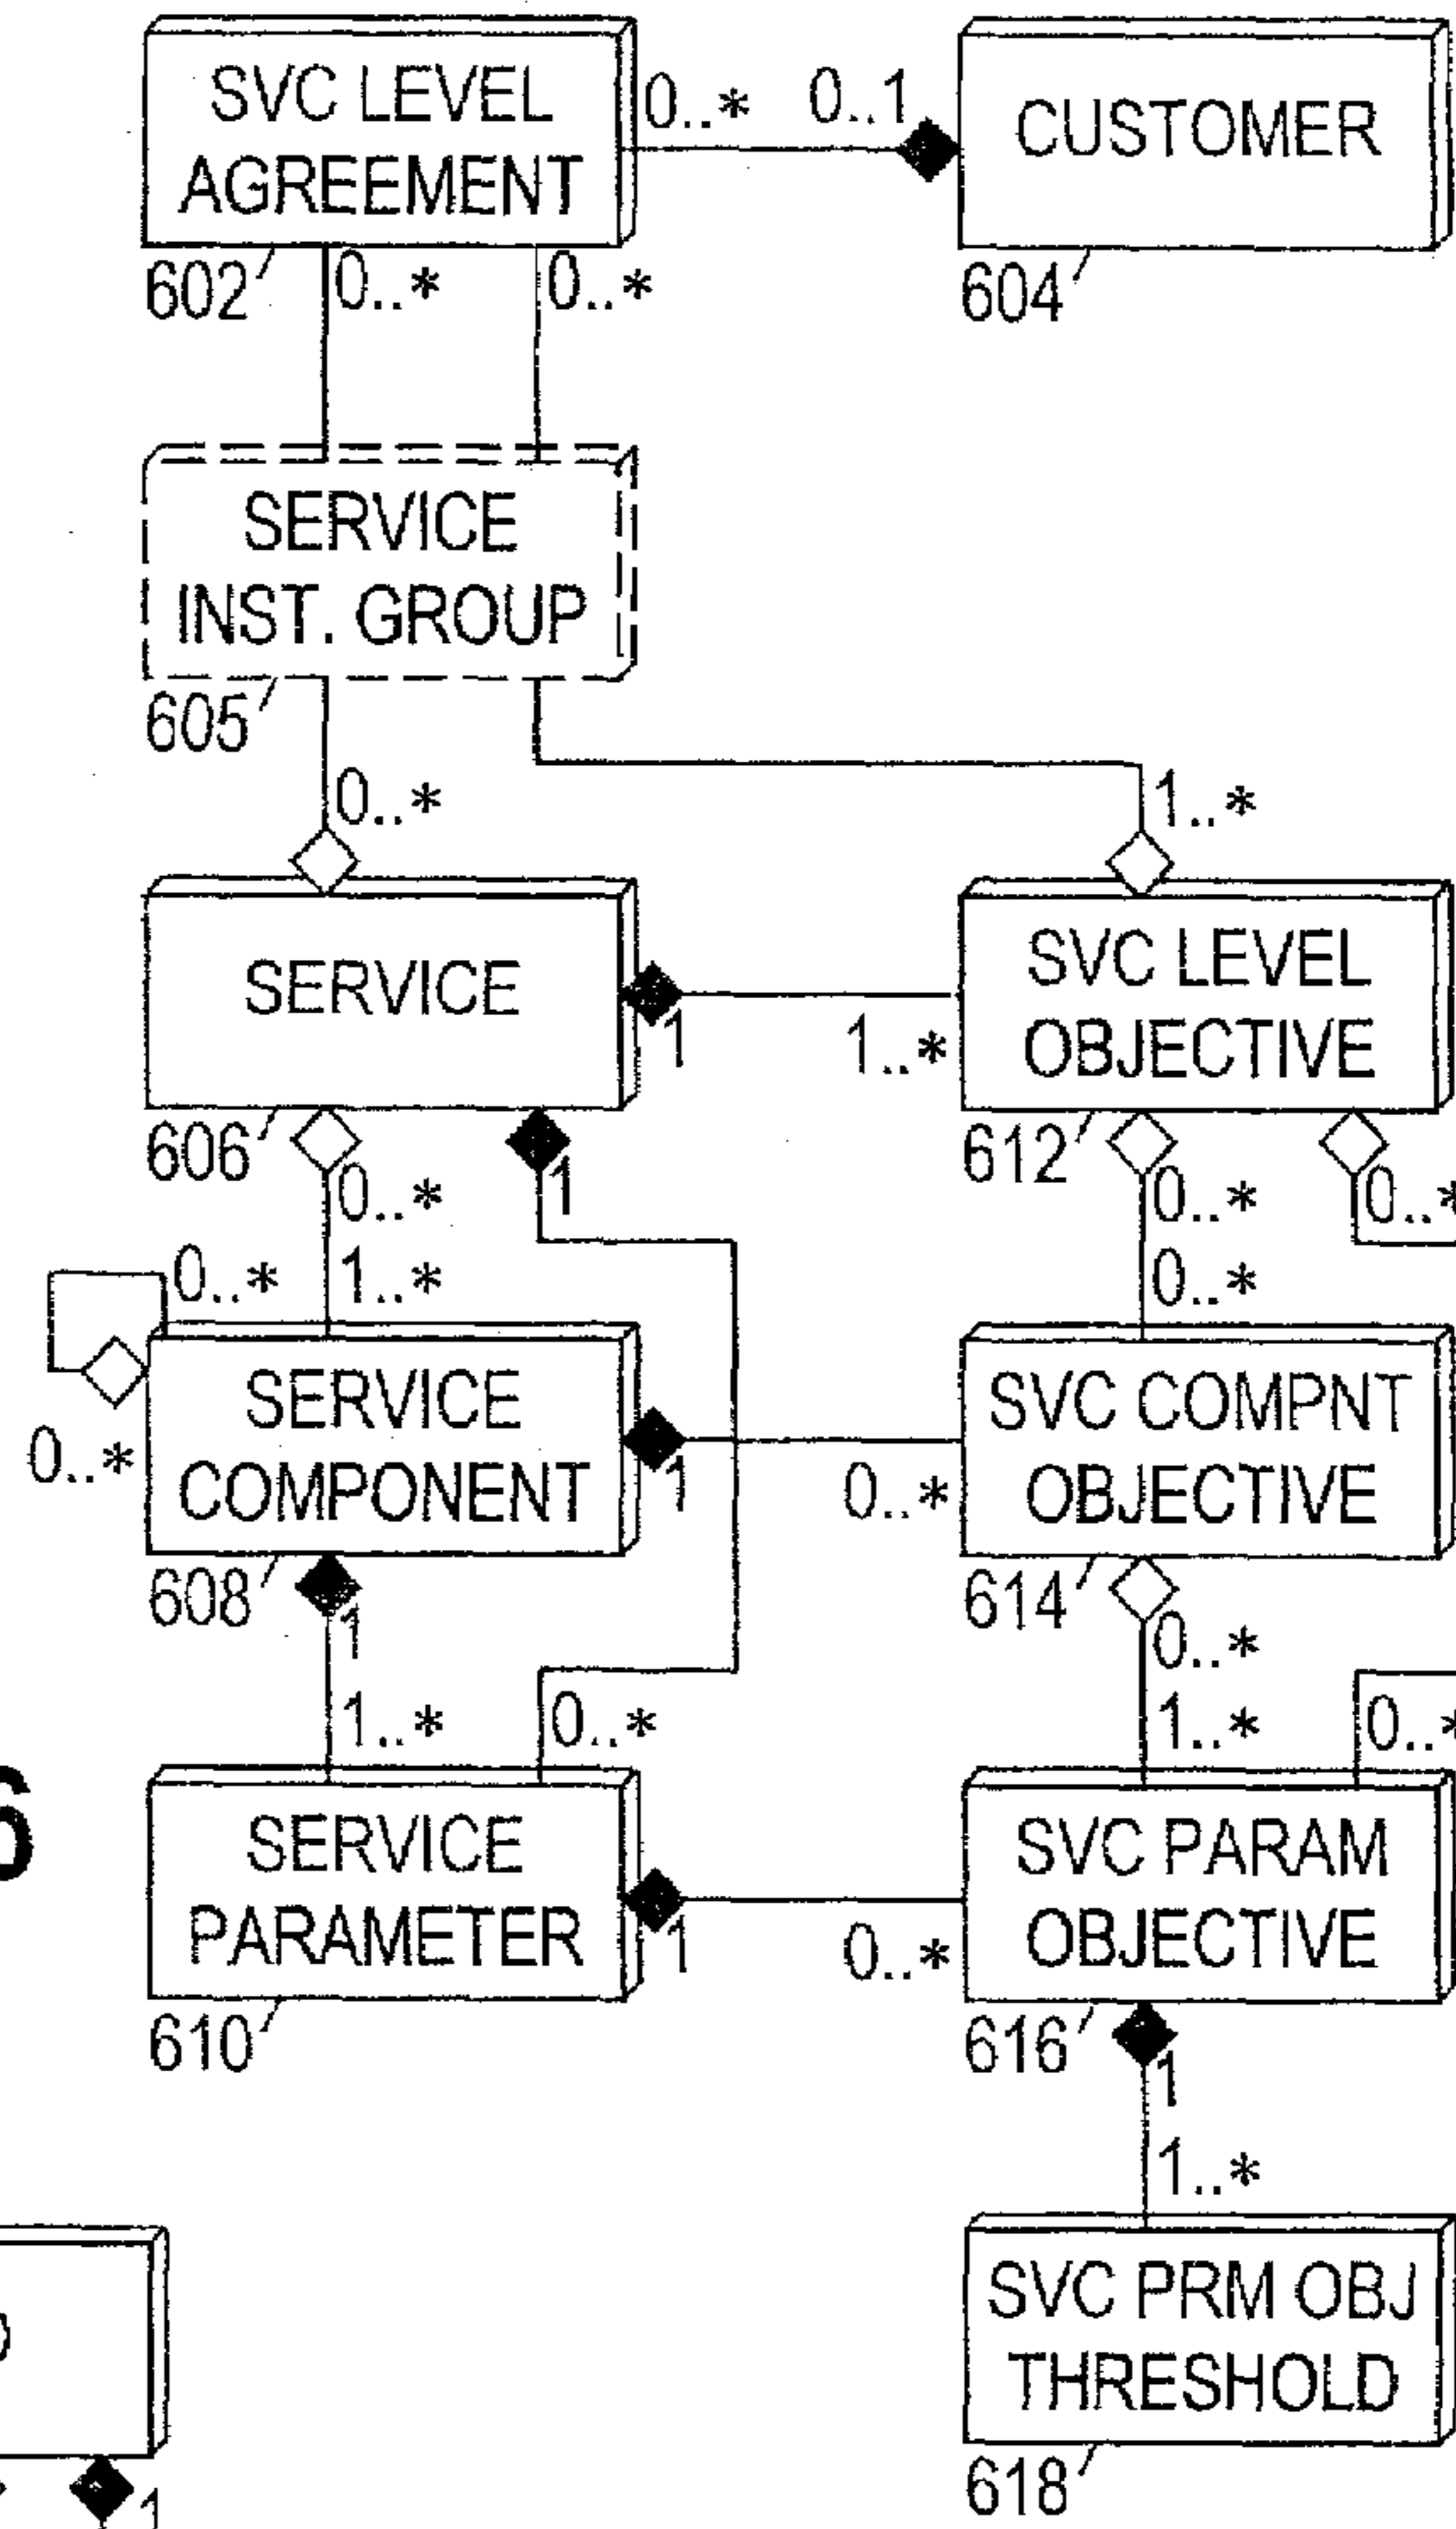 SVC LEVEL
AGREEMENT
0..*
0..1
CUSTOMER
602
0..*
0..*
604
SERVICE
INST. GROUP
605
0..*
1..*
SERVICE
1
1..*
SVC LEVEL
OBJECTIVE
606
0..*
1
612
0..*
0..*
0..*
1..*
0..*
SERVICE
COMPONENT
0..*
1
0..*
SVC COMPNT
OBJECTIVE
608
1
614
0..*
1..*
0..*
1..*
0..*
6
SERVICE
PARAMETER
1
0..*
SVC PARAM
OBJECTIVE
610
616
1
1..*
SVC PRM OBJ
THRESHOLD
618
1